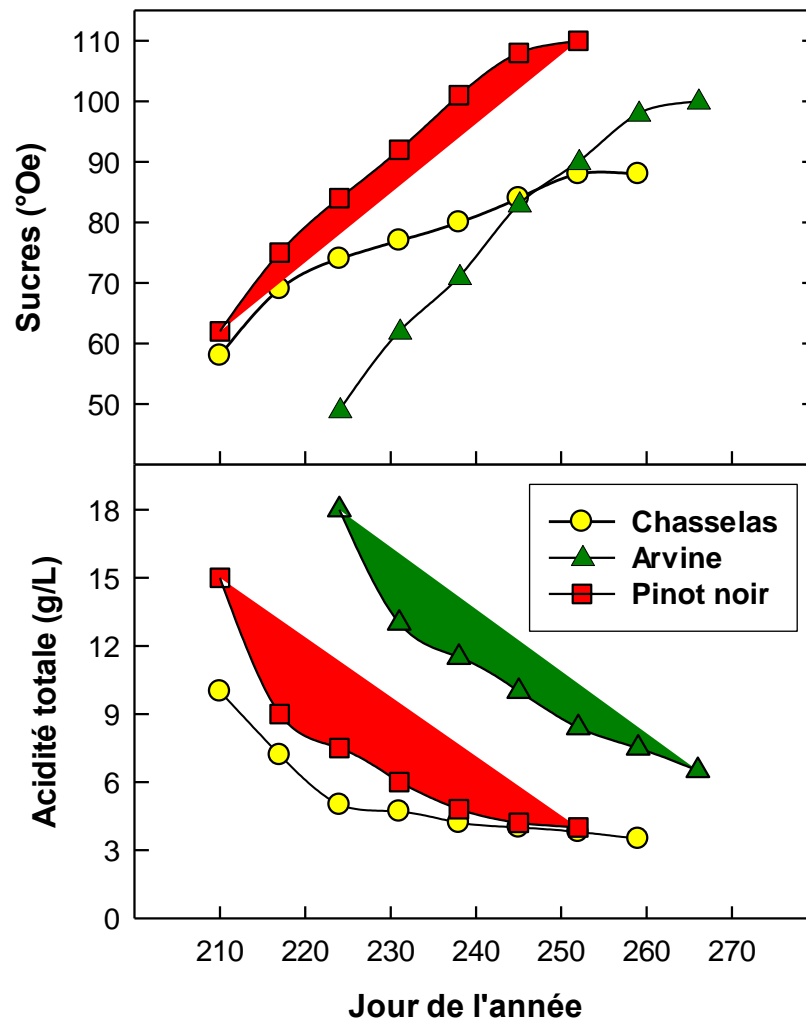 110
100
90
80
70
60
50
Sucres (°Oe)
18
15
12
9
6
3
0
Acidité totale (g/L)
Chasselas
Arvine
Pinot noir
210 220 230 240 250 260 270
Jour de l'année